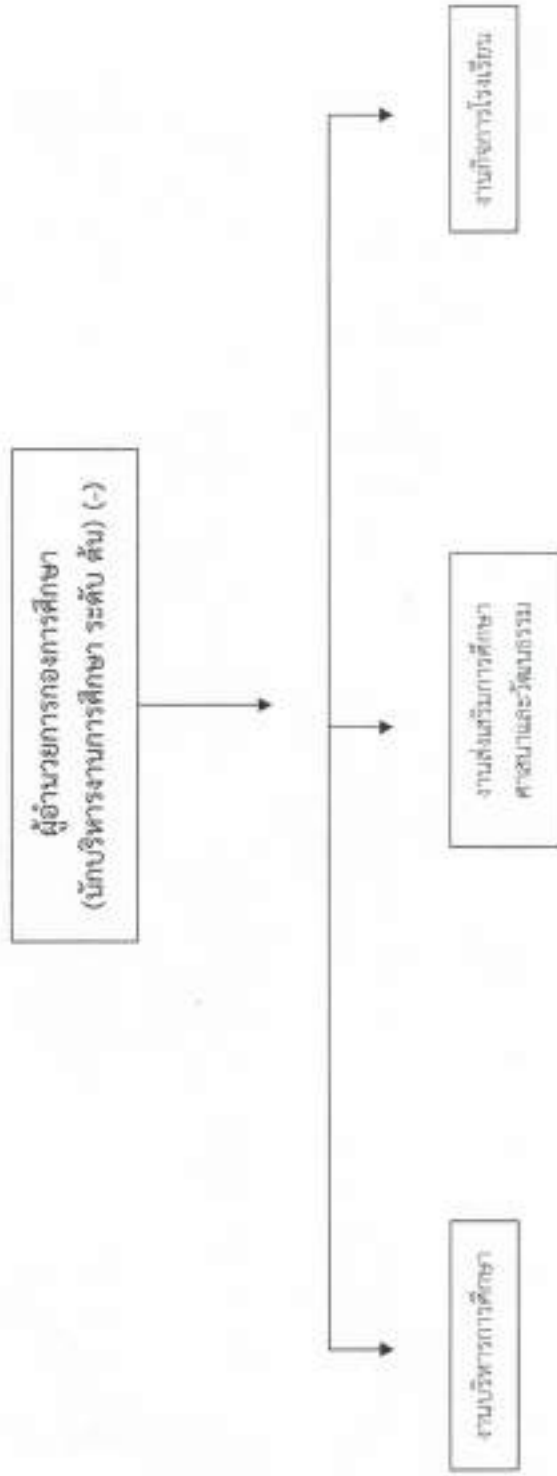 ผู้อำนวยการกองการศึกษา
(นักบริหารงานการศึกษา ระดับ ต้น) (-)
งานบริหารการศึกษา
งานส่งเสริมการศึกษา
ศาสนาและวัฒนธรรม
งานกิจการโรงเรียน